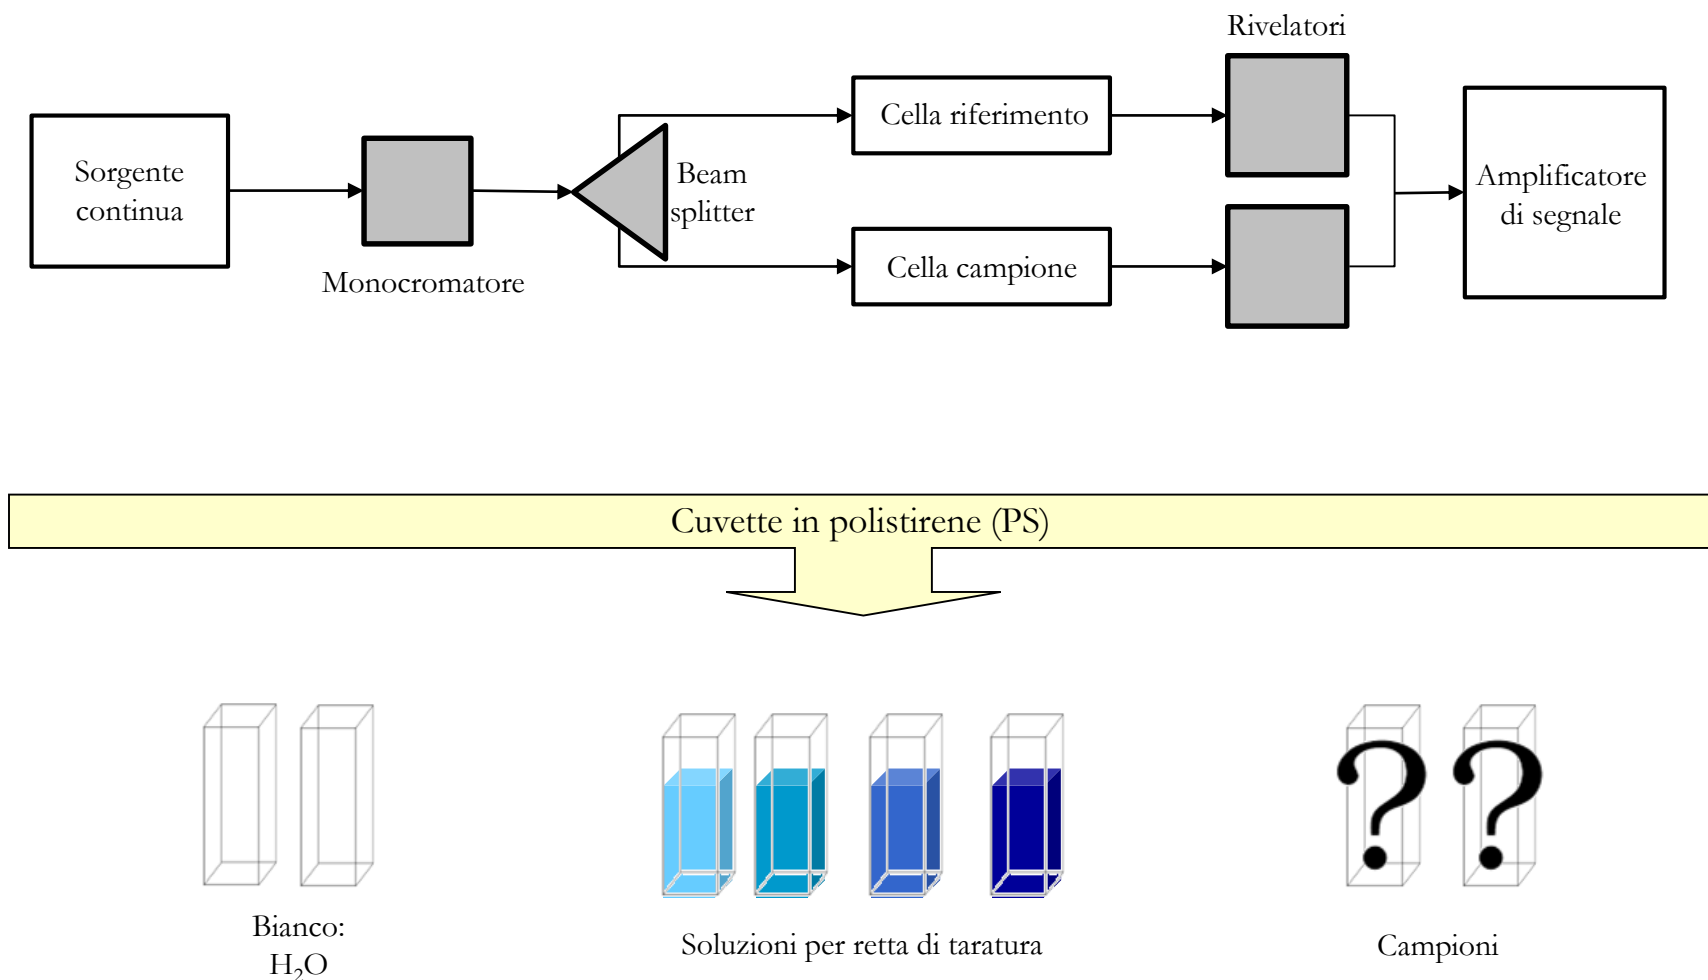 Rivelatori
Sorgente
continua
Monocromatore
Beam
splitter
Cella riferimento
Cella campione
Amplificatore
di segnale
Cuvette in polistirene (PS)
Bianco:
H₂O
Soluzioni per retta di taratura
? ?
Campioni